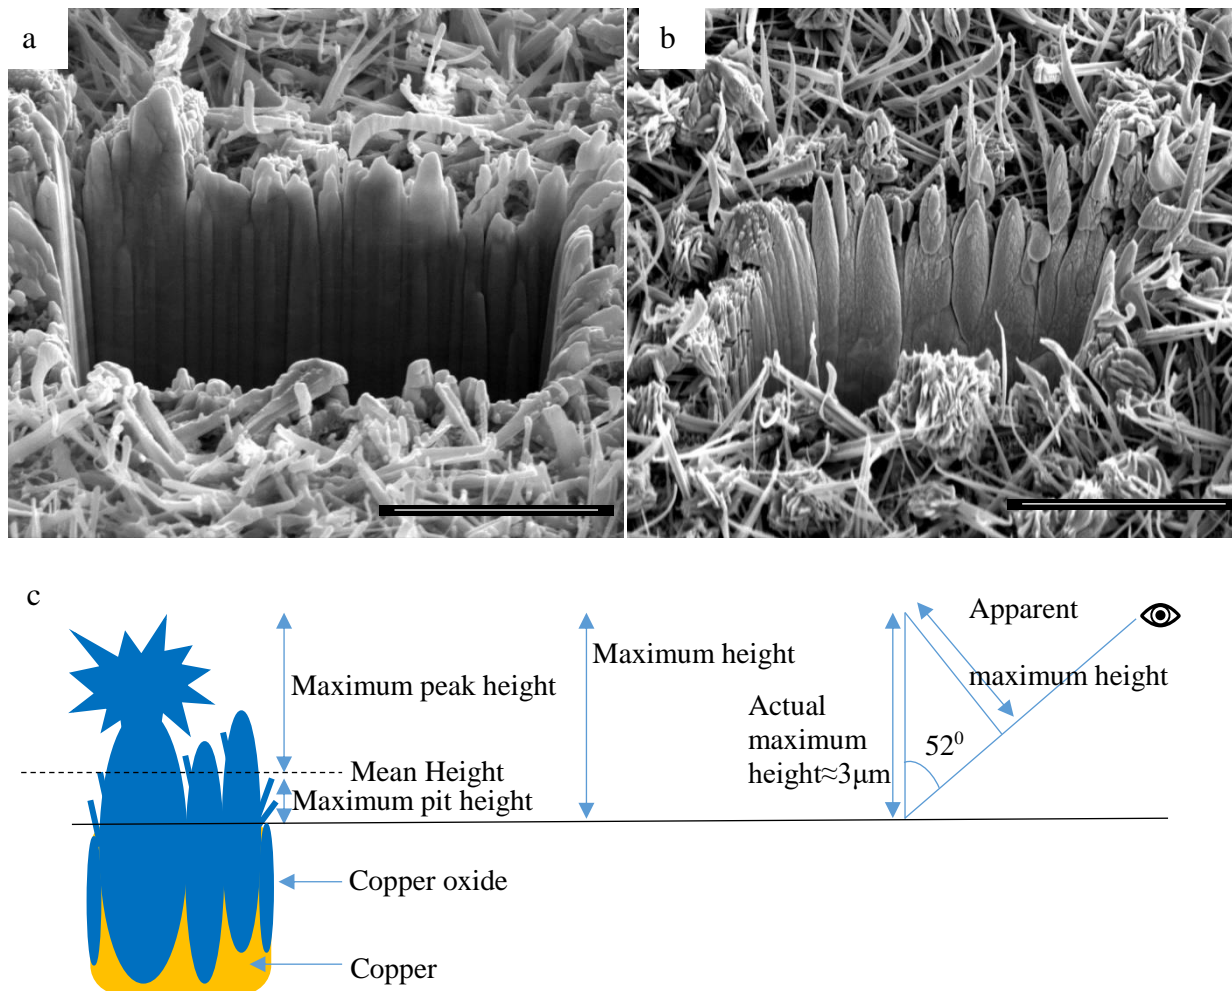 a
b
c
Maximum peak height
Mean Height
Maximum pit height
Copper oxide
Copper
Maximum height
Actual
maximum
height≈3μm
52⁰
Apparent
maximum height